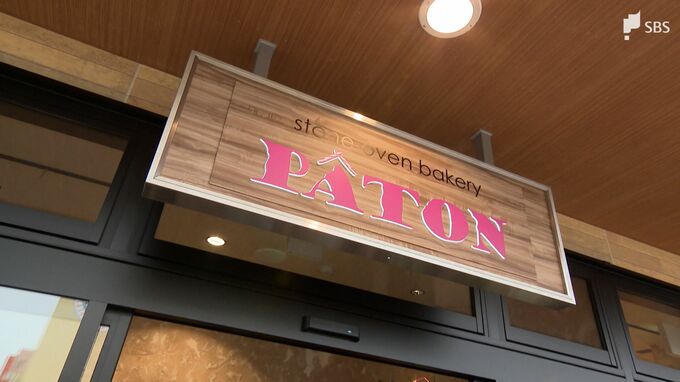 SBS
stone oven bakery
PÂTON